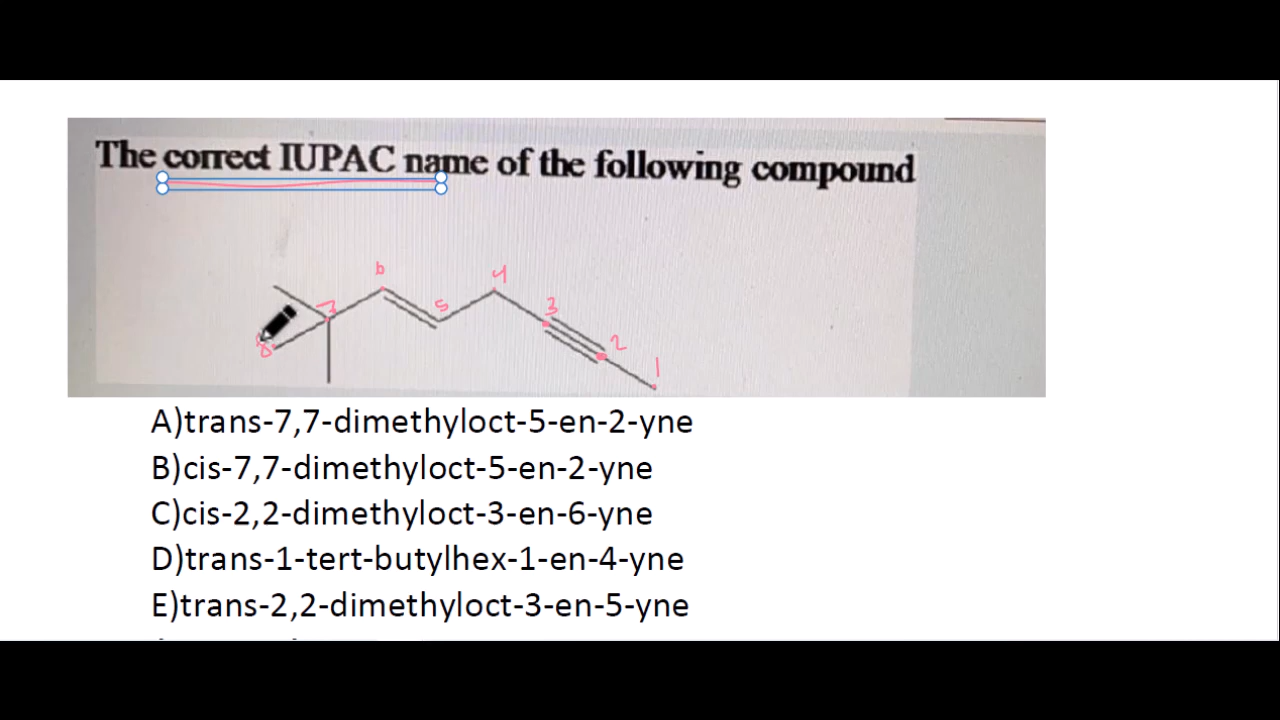 The correct IUPAC name of the following compound
6 4
7 5 3
8 2
1
A)trans-7,7-dimethyloct-5-en-2-yne
B)cis-7,7-dimethyloct-5-en-2-yne
C)cis-2,2-dimethyloct-3-en-6-yne
D)trans-1-tert-butylhex-1-en-4-yne
E)trans-2,2-dimethyloct-3-en-5-yne